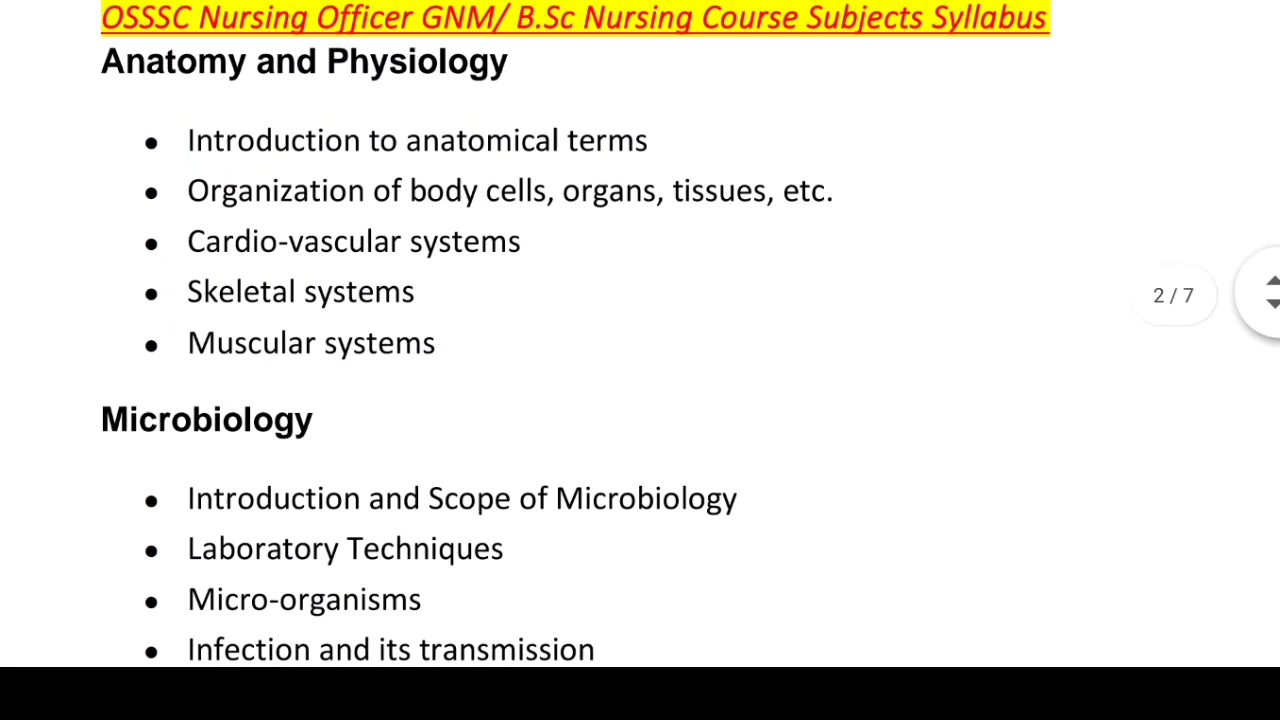 OSSSC Nursing Officer GNM/ B.Sc Nursing Course Subjects Syllabus
Anatomy and Physiology
• Introduction to anatomical terms
• Organization of body cells, organs, tissues, etc.
• Cardio-vascular systems
• Skeletal systems
• Muscular systems
2 / 7
Microbiology
• Introduction and Scope of Microbiology
• Laboratory Techniques
• Micro-organisms
• Infection and its transmission